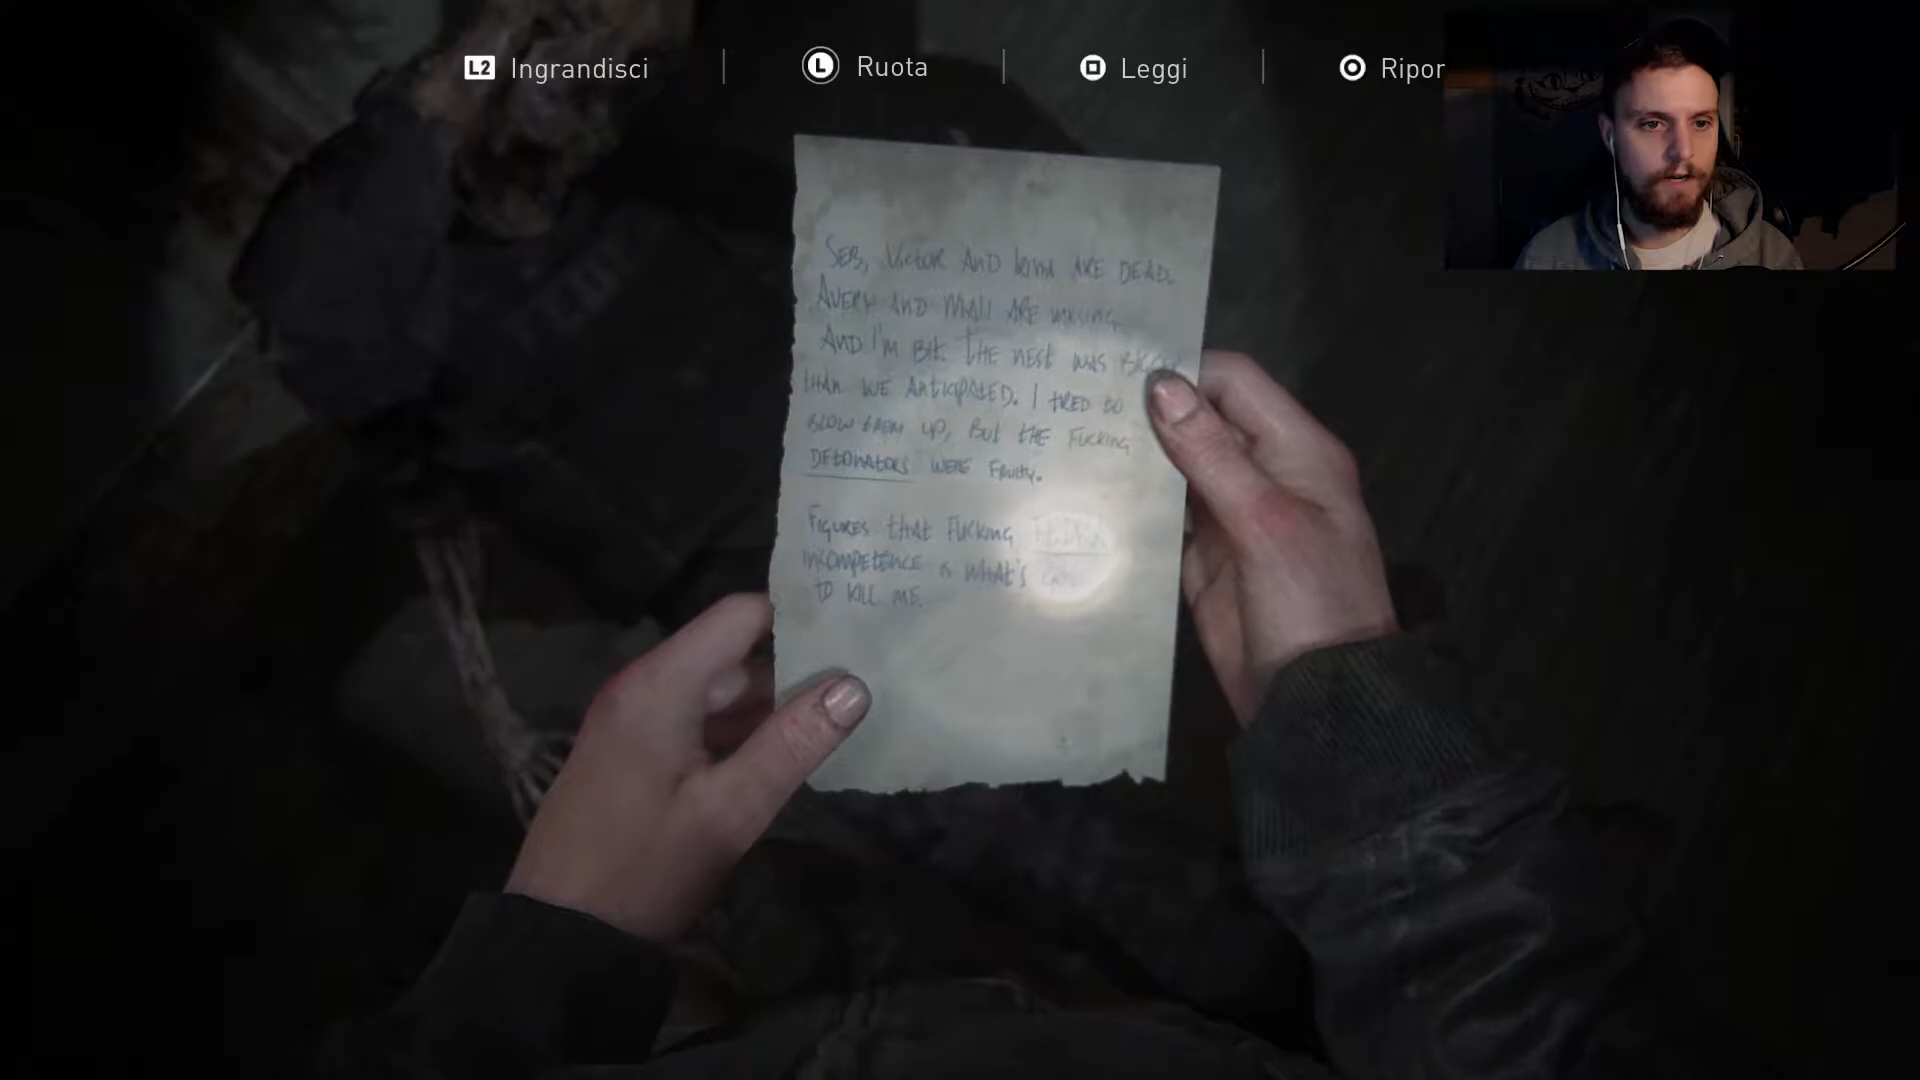 L2 Ingrandisci
L Ruota
Leggi
Ripor
SEB, VICTOR AND ARE DEAD.
AVERY AND ARE MISSING
AND I'M BIT. THE NEST WAS
THAN WE ANTICIPATED. I TRIED TO
BLOW THEM UP, BUT THE FUCKING
DETONATORS WERE FAULTY.
FIGURES THAT FUCKING FEDRA
INCOMPETENCE IS WHAT'S
TO KILL ME.